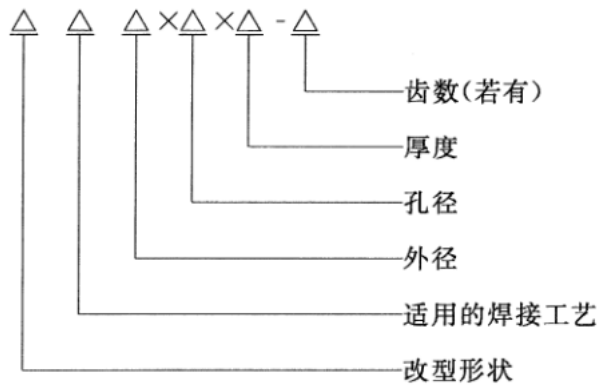 △ △ △×△×△-△
齿数(若有)
厚度
孔径
外径
适用的焊接工艺
改型形状